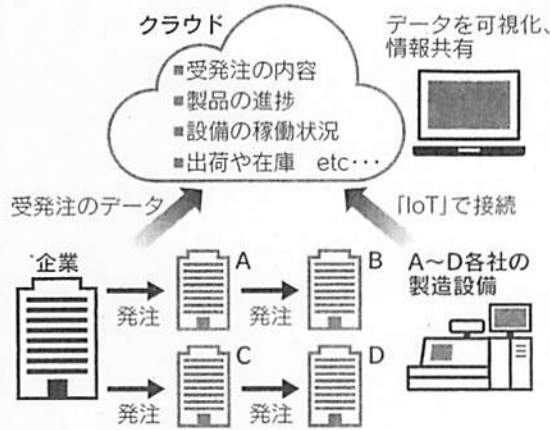 クラウド
■受発注の内容
■製品の進捗
■設備の稼働状況
■出荷や在庫 etc･･･
データを可視化、
情報共有
受発注のデータ
「IoT」で接続
企業
A
B
発注
発注
C
D
発注
発注
A〜D各社の
製造設備